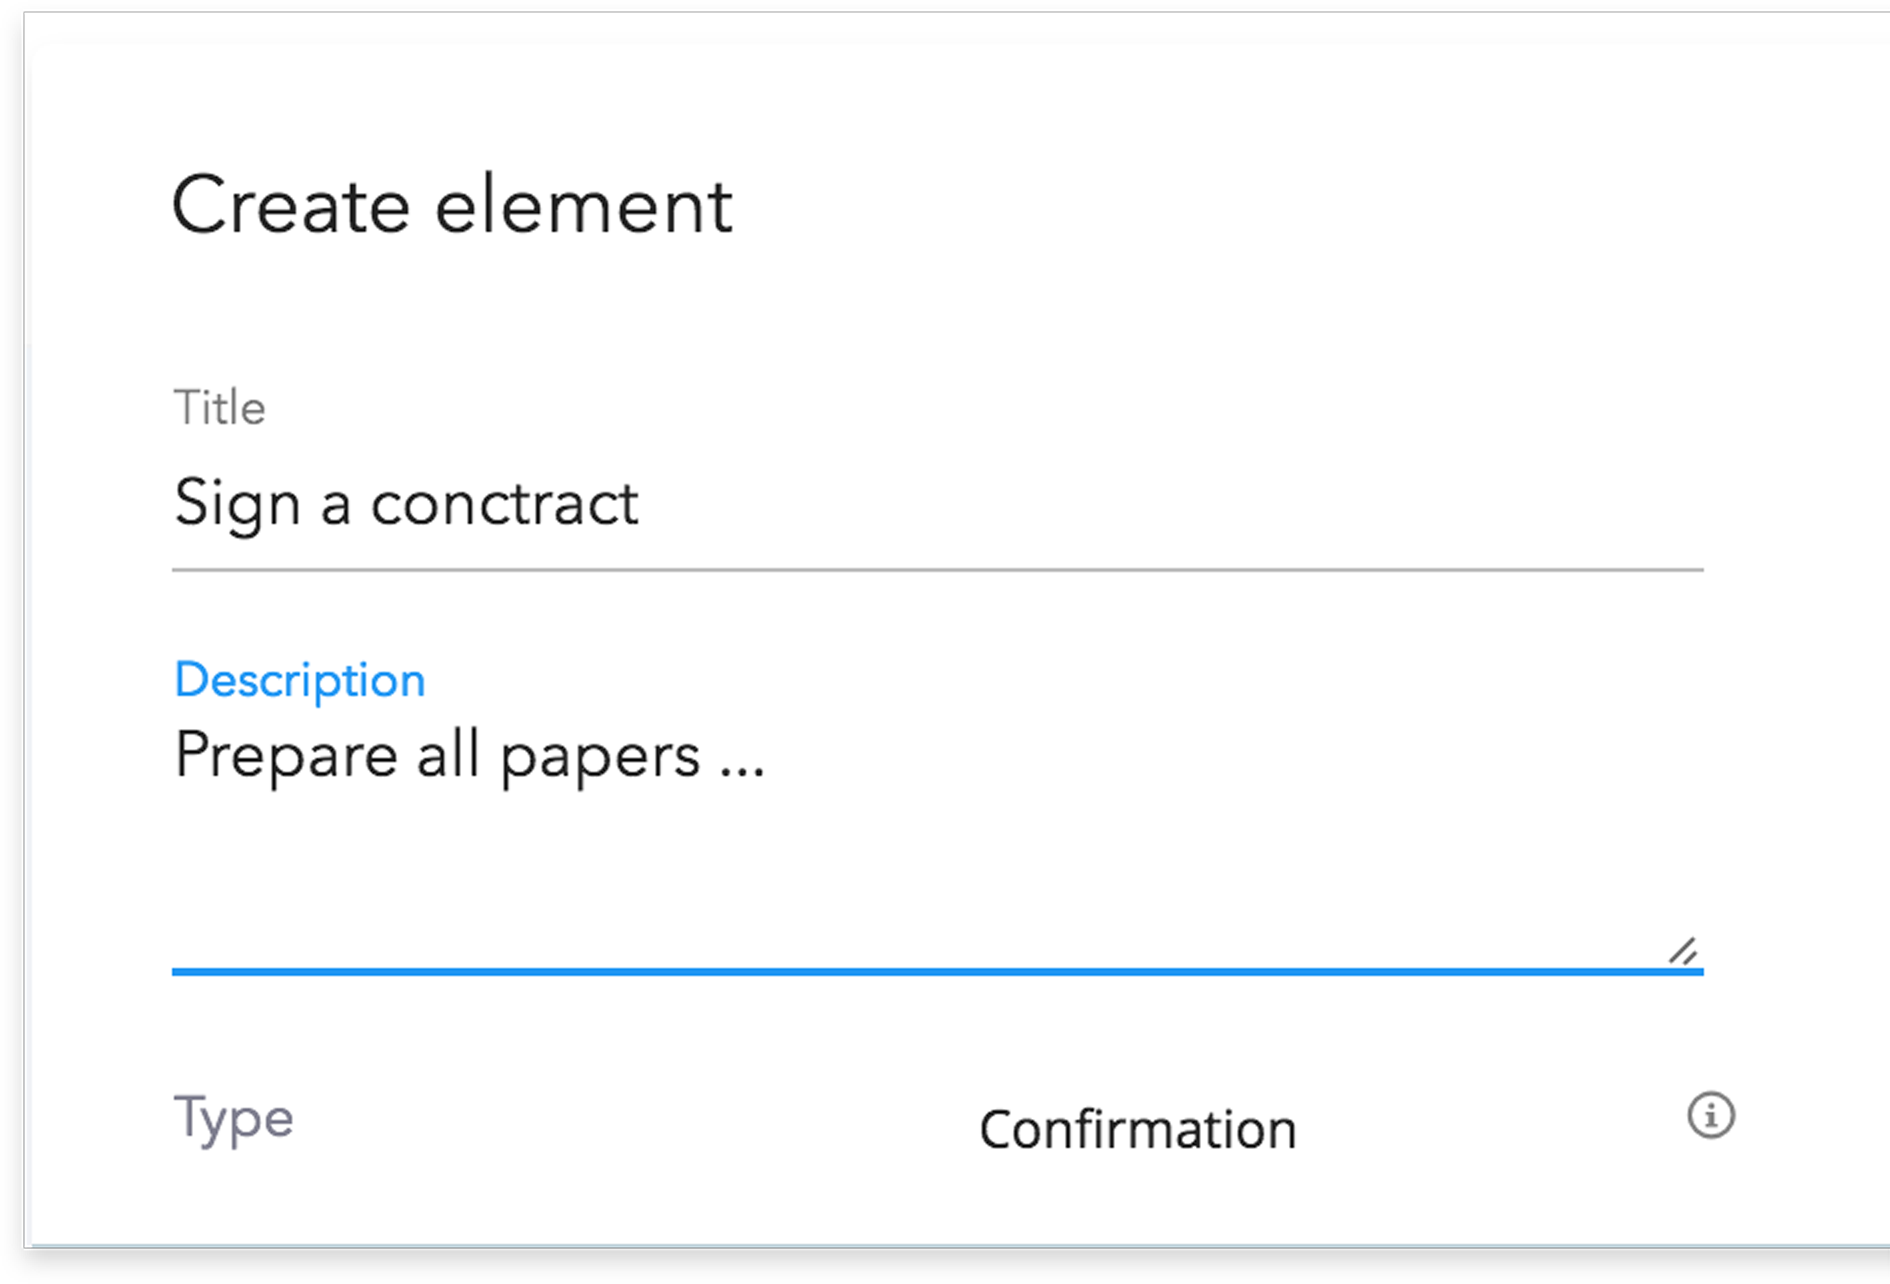 Create element
Title
Sign a conctract
Description
Prepare all papers ...
Type
Confirmation